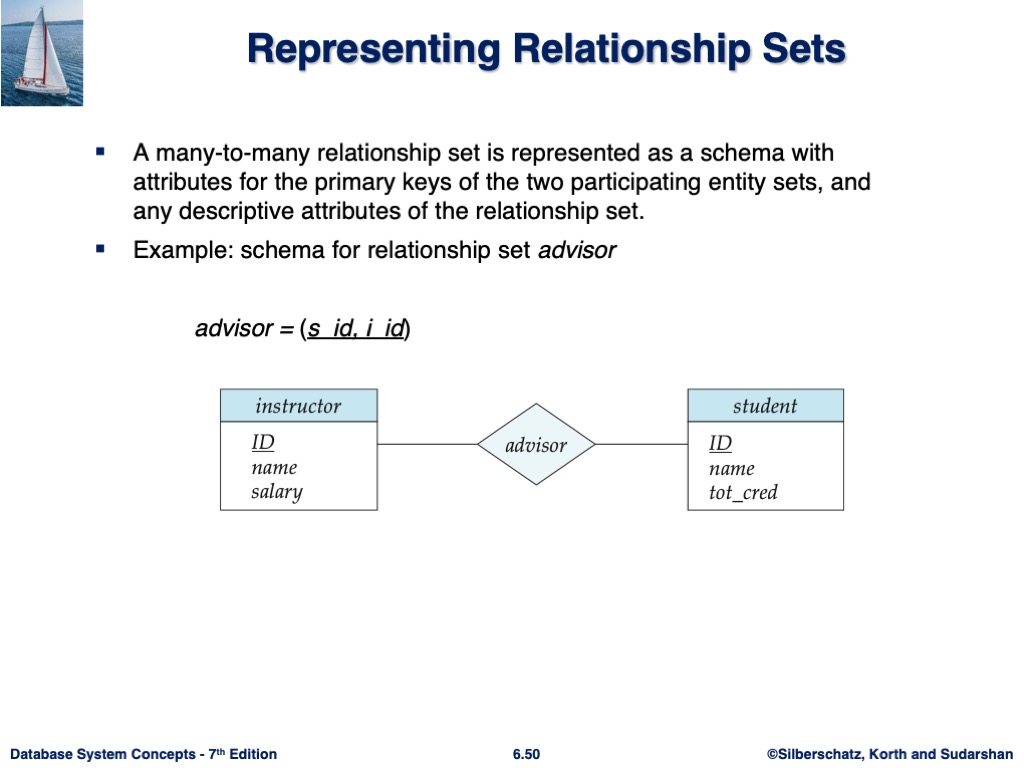 Representing Relationship Sets
▪ A many-to-many relationship set is represented as a schema with
attributes for the primary keys of the two participating entity sets, and
any descriptive attributes of the relationship set.
▪ Example: schema for relationship set advisor
advisor = (s_id, i_id)
instructor
ID
name
salary
advisor
student
ID
name
tot_cred
Database System Concepts - 7th Edition
6.50
©Silberschatz, Korth and Sudarshan